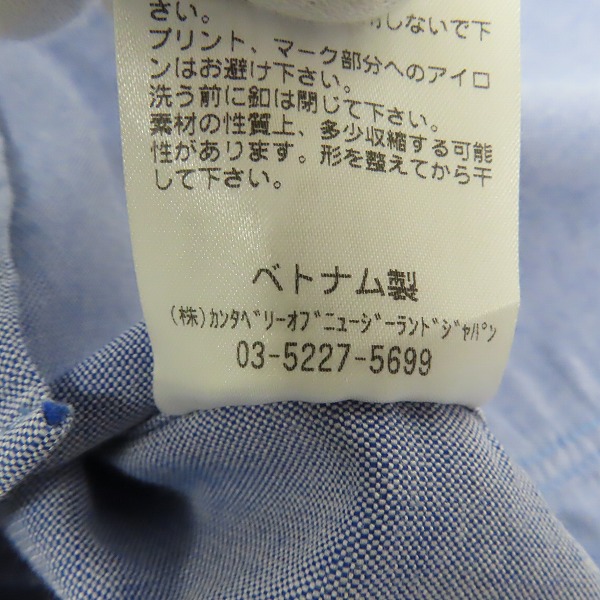 さい。 しないで下
プリント、マーク部分へのアイロ
ンはお避け下さい。
洗う前に釦は閉じて下さい。
素材の性質上、多少収縮する可能
性があります。形を整えてから干
して下さい。
ベトナム製
(株)ｶﾝﾀﾍﾞﾘｰｵﾌﾞﾆｭｰｼﾞｰﾗﾝﾄﾞｼﾞｬﾊﾟﾝ
03-5227-5699